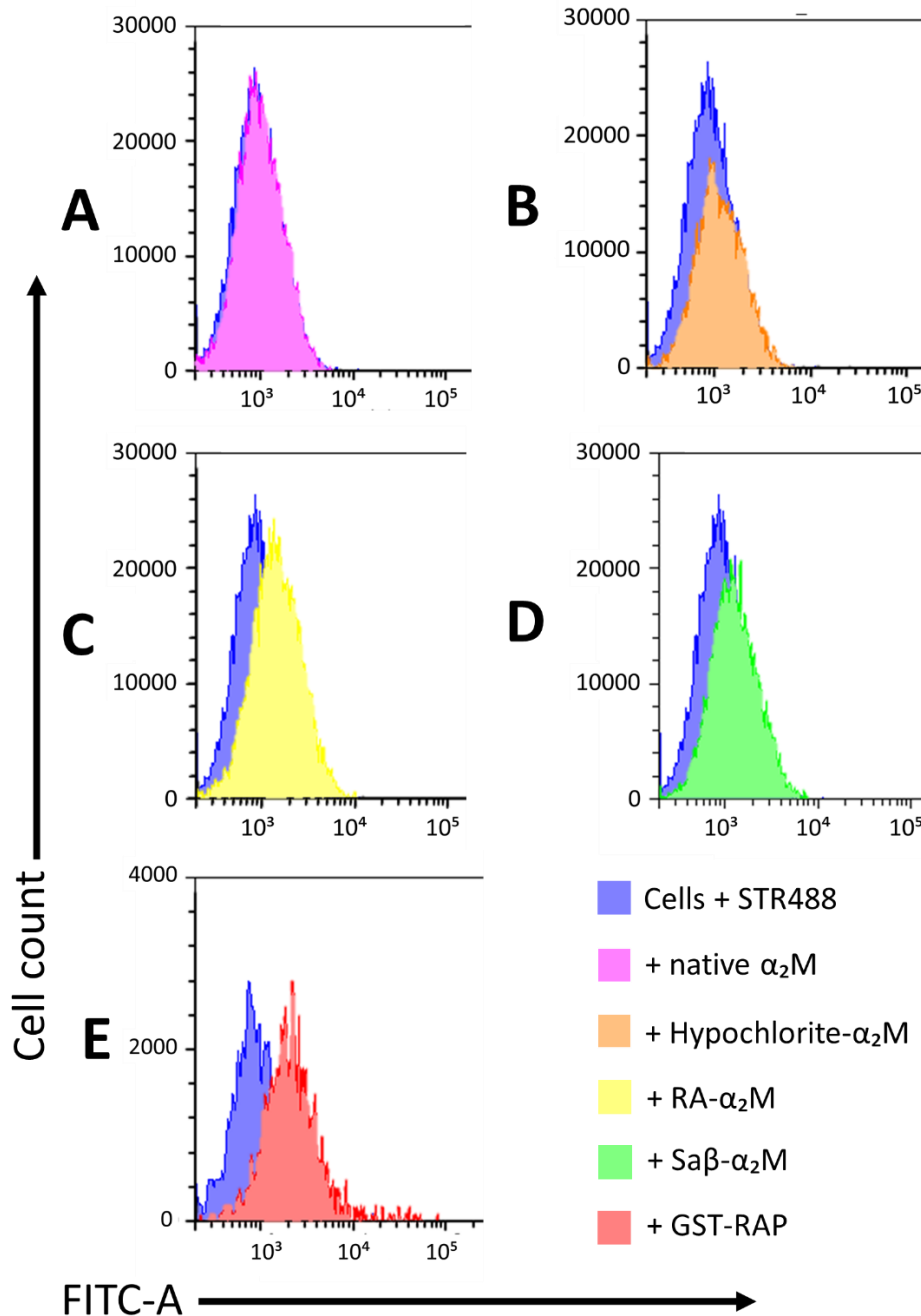 30000
20000
10000
0
10³ 10⁴ 10⁵
A
30000
20000
10000
0
10³ 10⁴ 10⁵
B
30000
20000
10000
0
10³ 10⁴ 10⁵
C
30000
20000
10000
0
10³ 10⁴ 10⁵
D
4000
2000
0
10³ 10⁴ 10⁵
E
Cells + STR488
+ native α₂M
+ Hypochlorite-α₂M
+ RA-α₂M
+ Saβ-α₂M
+ GST-RAP
Cell count
FITC-A